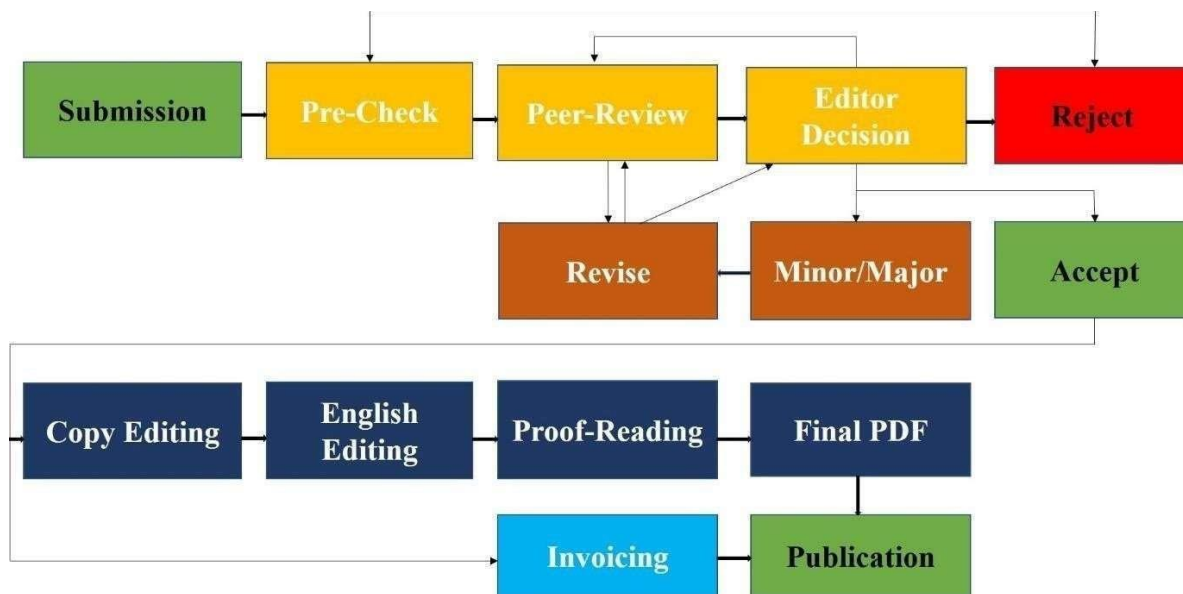 Submission
Pre-Check
Peer-Review
Editor
Decision
Reject
Revise
Minor/Major
Accept
Copy Editing
English
Editing
Proof-Reading
Final PDF
Invoicing
Publication